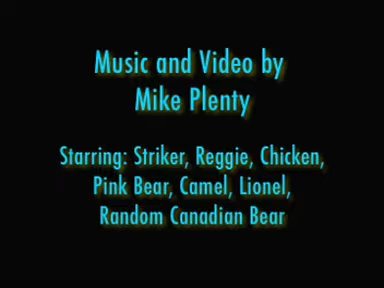 Music and Video by
Mike Plenty
Starring: Striker, Reggie, Chicken,
Pink Bear, Camel, Lionel,
Random Canadian Bear